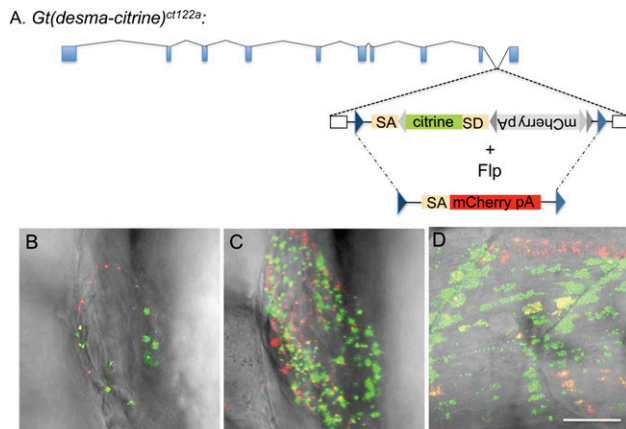 A. Gt(desma-citrine)ct122a:
SA citrine SD mCherry pA
+
Flp
SA mCherry pA
B
C
D